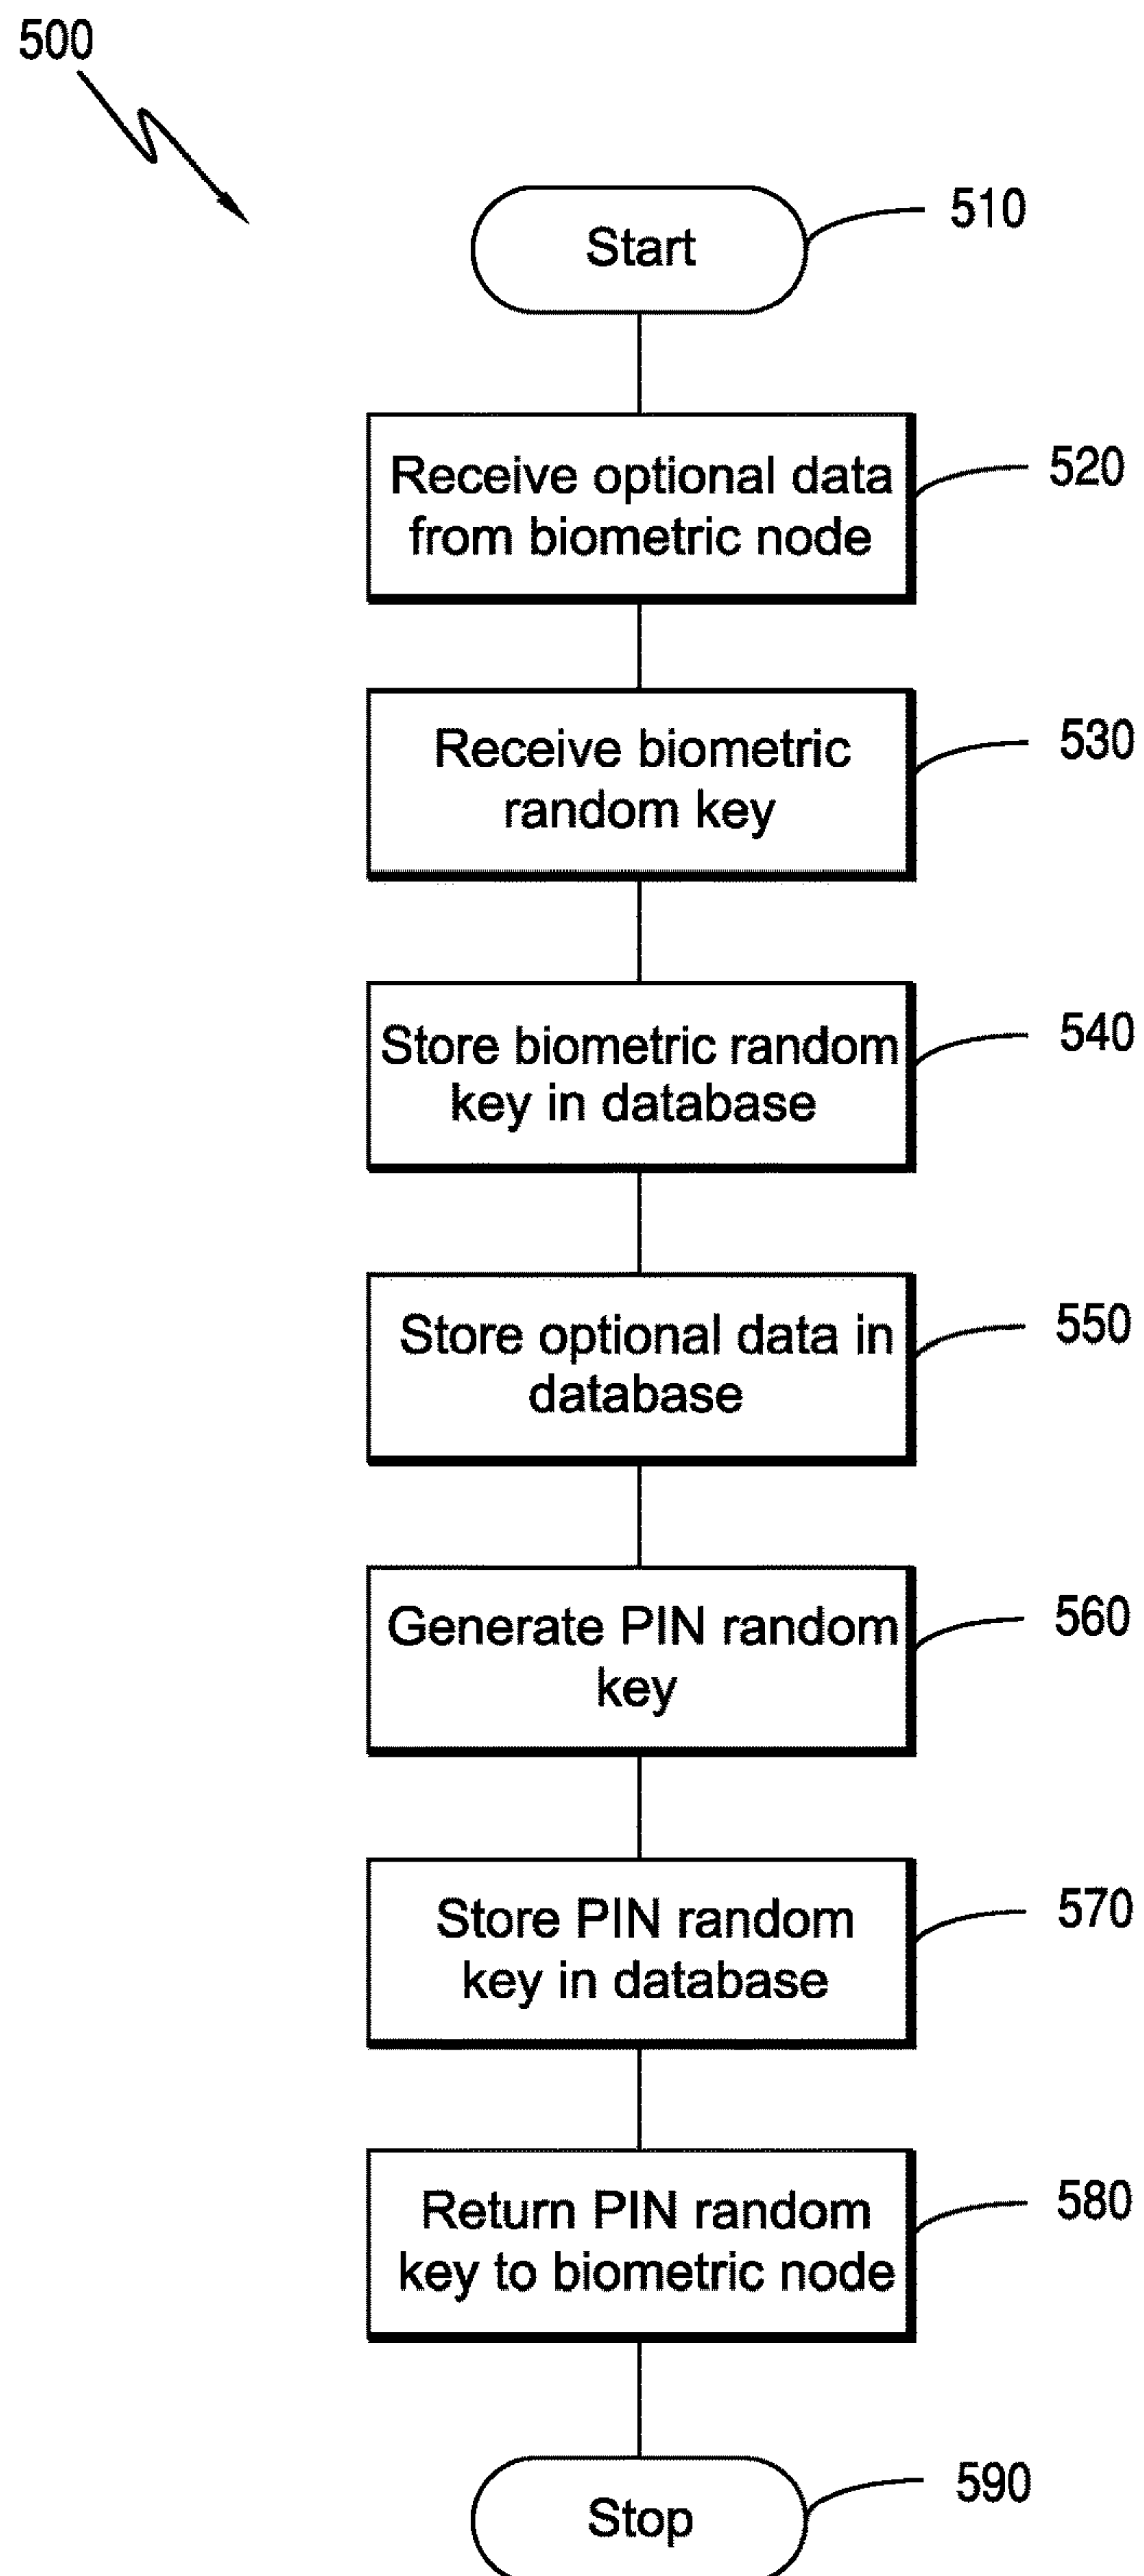 500
Start
510
Receive optional data
from biometric node
520
Receive biometric
random key
530
Store biometric random
key in database
540
Store optional data in
database
550
Generate PIN random
key
560
Store PIN random
key in database
570
Return PIN random
key to biometric node
580
Stop
590